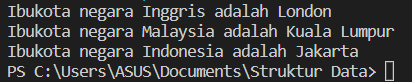 Ibukota negara Inggris adalah London
Ibukota negara Malaysia adalah Kuala Lumpur
Ibukota negara Indonesia adalah Jakarta
PS C:\Users\ASUS\Documents\Struktur Data>